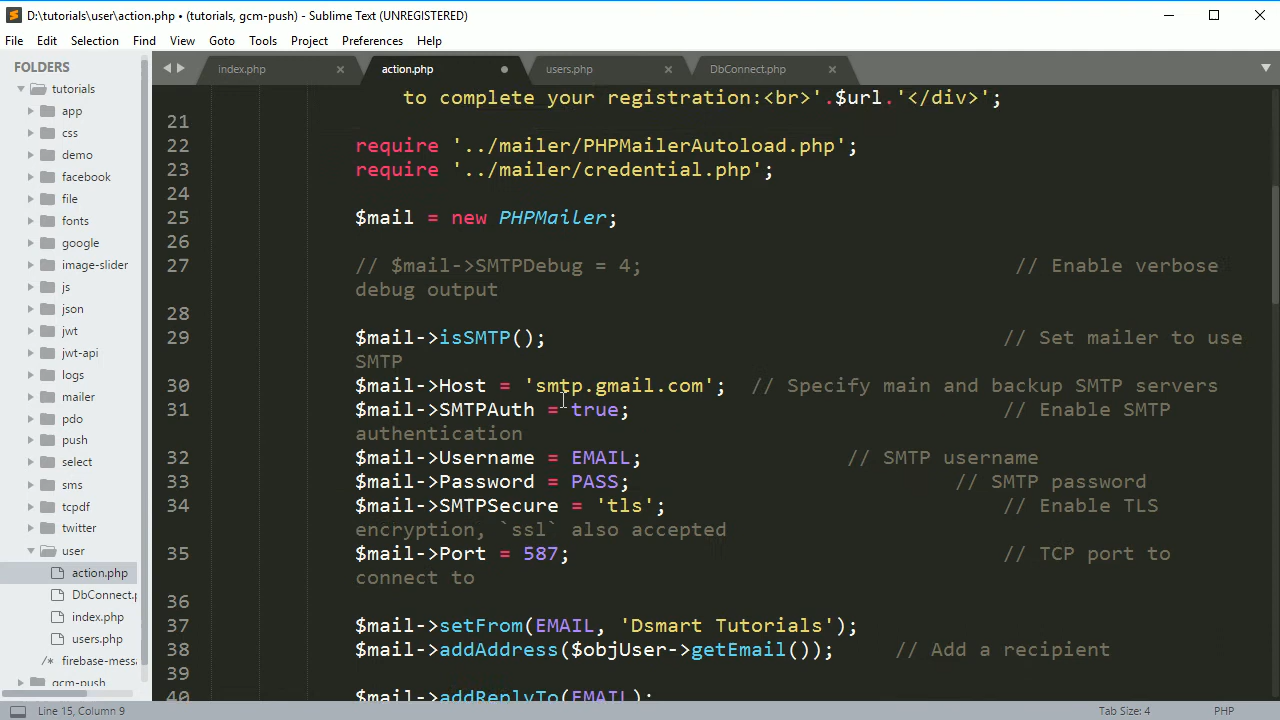 D:\tutorials\user\action.php • (tutorials, gcm-push) - Sublime Text (UNREGISTERED)
File Edit Selection Find View Goto Tools Project Preferences Help
FOLDERS
tutorials
app
css
demo
facebook
file
fonts
google
image-slider
js
json
jwt
jwt-api
logs
mailer
pdo
push
select
sms
tcpdf
twitter
user
action.php
DbConnect.p
index.php
users.php
/* firebase-messa
gcm-push
index.php action.php users.php DbConnect.php
to complete your registration:<br>'.$url.'</div>';
21
22 require '../mailer/PHPMailerAutoload.php';
23 require '../mailer/credential.php';
24
25 $mail = new PHPMailer;
26
27 // $mail->SMTPDebug = 4; // Enable verbose
debug output
28
29 $mail->isSMTP(); // Set mailer to use
SMTP
30 $mail->Host = 'smtp.gmail.com'; // Specify main and backup SMTP servers
31 $mail->SMTPAuth = true; // Enable SMTP
authentication
32 $mail->Username = EMAIL; // SMTP username
33 $mail->Password = PASS; // SMTP password
34 $mail->SMTPSecure = 'tls'; // Enable TLS
encryption, `ssl` also accepted
35 $mail->Port = 587; // TCP port to
connect to
36
37 $mail->setFrom(EMAIL, 'Dsmart Tutorials');
38 $mail->addAddress($objUser->getEmail()); // Add a recipient
39
40 $mail->addReplyTo(EMAIL);
Line 15, Column 9 Tab Size: 4 PHP